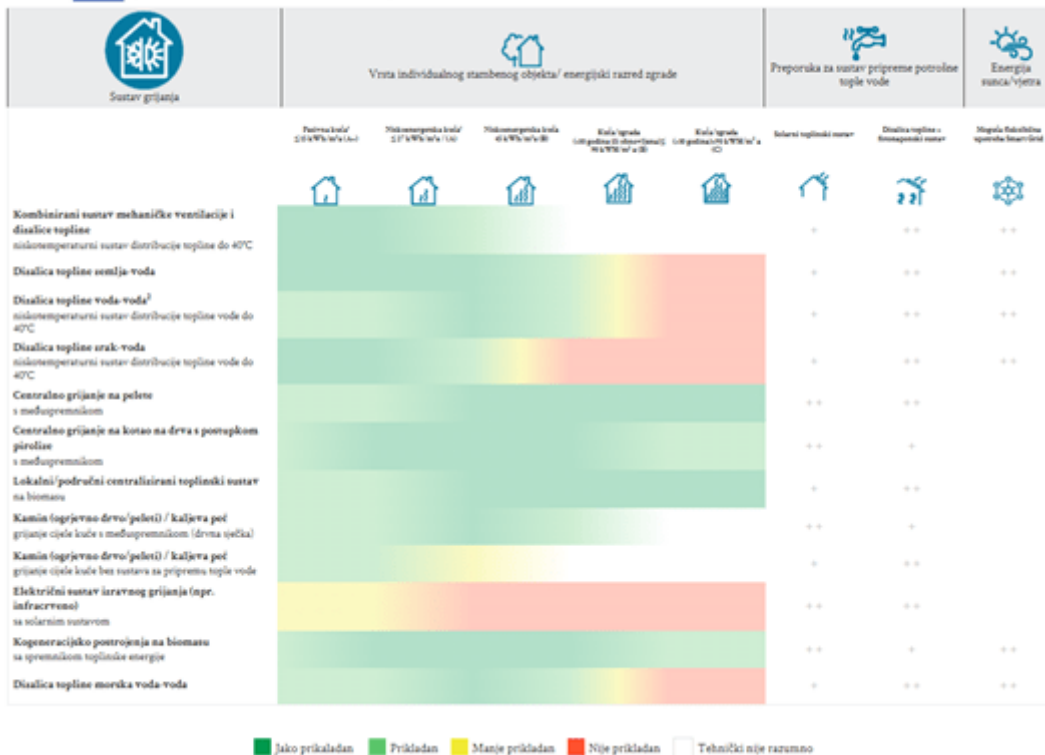 Sustav grijanja
Vrsta individualnog stambenog objekta/ energijski razred zgrade
Preporuka za sustav pripreme potrošne
tople vode
Energija
sunca/vjetra
Solarni toplinski sustav
Kombinirani sustav mehaničke ventilacije i
dizalice topline
niskotemperaturni sustav distribucije topline do 40°C
+ ++ ++
Dizalica topline zemlja-voda
+ ++ ++
Dizalica topline voda-voda²
niskotemperaturni sustav distribucije topline vode do
40°C
+ ++ ++
Dizalica topline zrak-voda
niskotemperaturni sustav distribucije topline vode do
40°C
+ ++ ++
Centralno grijanje na pelete
s međuspremnikom
++ ++
Centralno grijanje na kotao na drva s postupkom
pirolize
s međuspremnikom
++ +
Lokalni/područni centralizirani toplinski sustav
na biomasu
+ ++
Kamin (ogrjevno drvo/peleti) / kaljeva peć
grijanje cijele kuće s međuspremnikom (drvna sječka)
++ +
Kamin (ogrjevno drvo/peleti) / kaljeva peć
grijanje cijele kuće bez sustava za pripremu tople vode
+ ++
Električni sustav izravnog grijanja (npr.
infracrveno)
sa solarnim sustavom
++ ++
Kogeneracijsko postrojenja na biomasu
sa spremnikom toplinske energije
++ + ++
Dizalica topline morska voda-voda
+ ++ ++
Jako prikaladan Prikladan Manje prikladan Nije prikladan Tehnički nije razumno